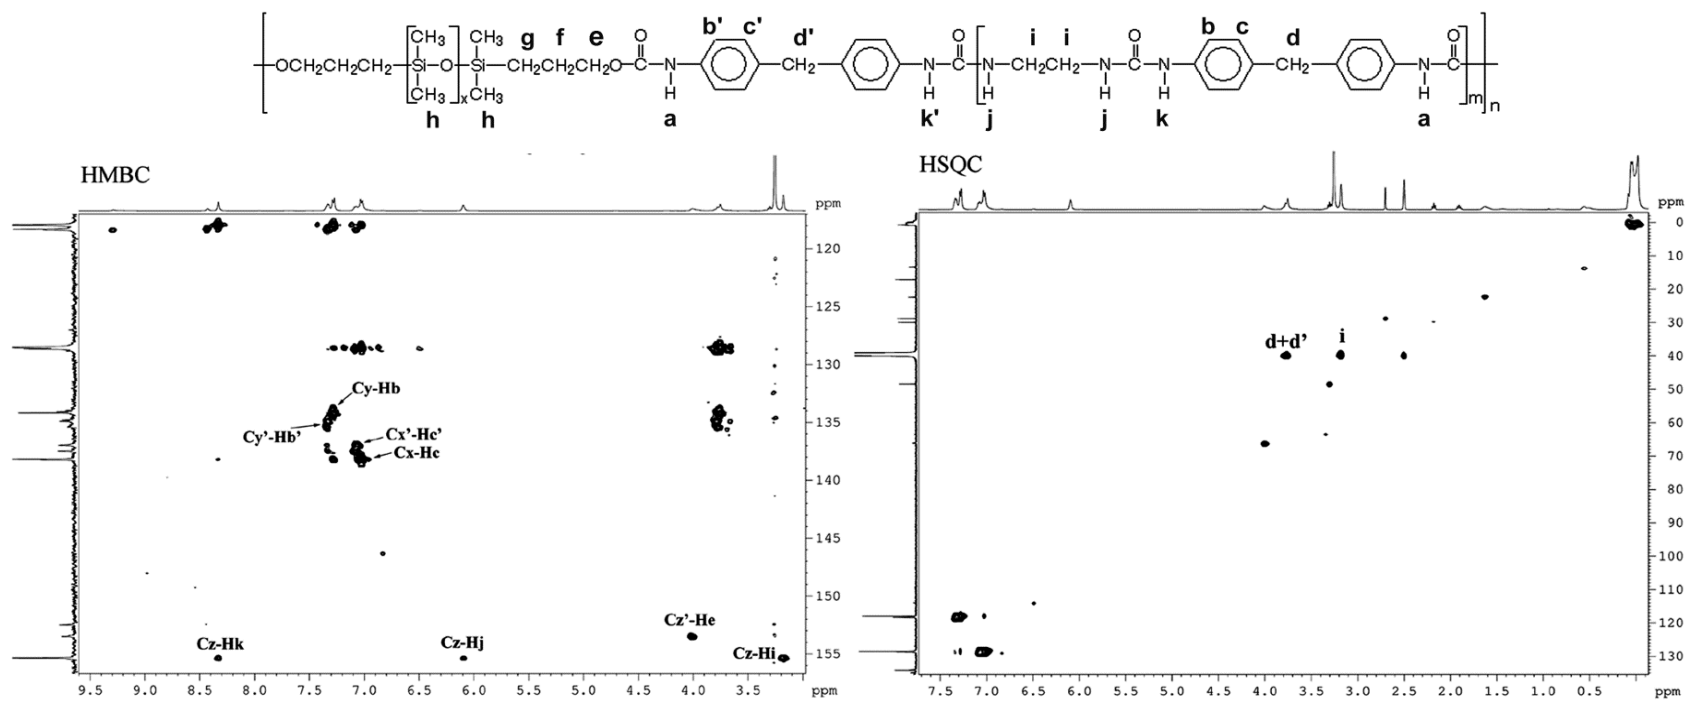 b' c' d' b c d
g f e i i
CH3 CH3 O O O O
OCH2CH2CH2 Si O Si CH2CH2CH2O C N CH2 N C N CH2CH2 N C N CH2 N C
CH3 x CH3 H H H H H H m n
h h a k' j j k a
HMBC
ppm
120
125
130
135
140
145
150
155
Cy-Hb
Cy'-Hb'
Cx'-Hc'
Cx-Hc
Cz'-He
Cz-Hk
Cz-Hj
Cz-Hi
9.5 9.0 8.5 8.0 7.5 7.0 6.5 6.0 5.5 5.0 4.5 4.0 3.5 ppm
HSQC
ppm
0
10
20
30
40
50
60
70
80
90
100
110
120
130
d+d'
i
7.5 7.0 6.0 5.5 5.0 4.5 4.0 3.5 3.0 2.5 2.0 1.5 1.0 0.5 ppm